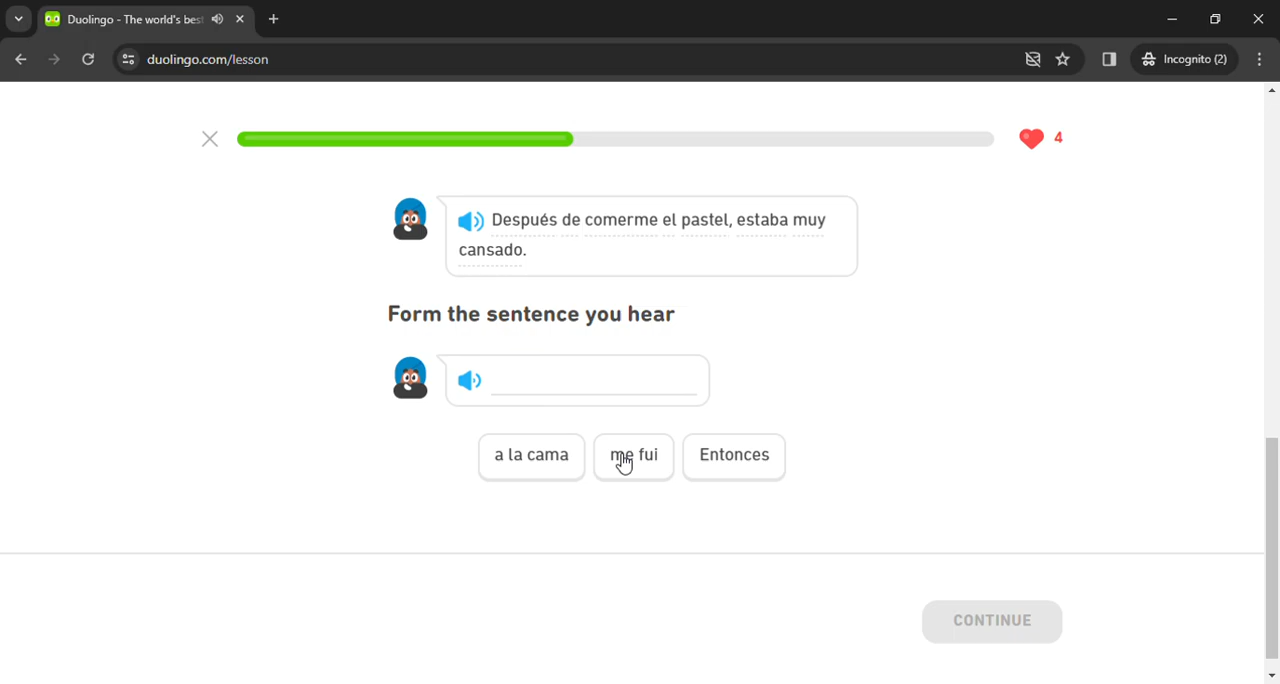 Duolingo - The world's bes
duolingo.com/lesson
Incognito (2)
4
Después de comerme el pastel, estaba muy
cansado.
Form the sentence you hear
a la cama
me fui
Entonces
CONTINUE